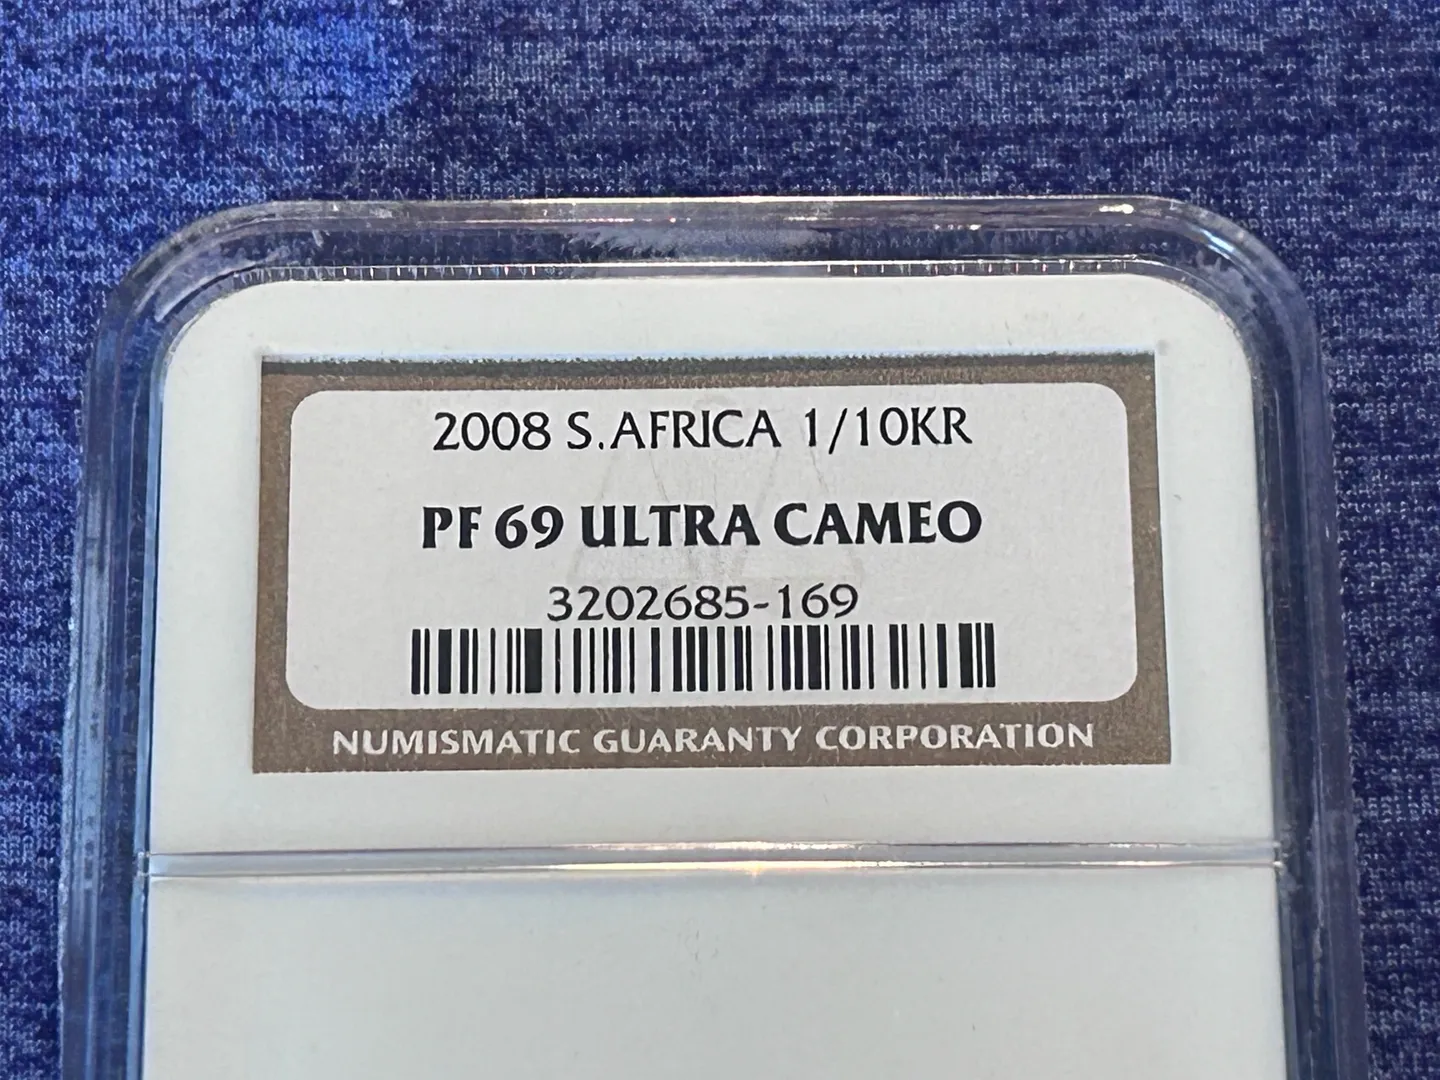 2008 S.AFRICA 1/10KR
PF 69 ULTRA CAMEO
3202685-169
NUMISMATIC GUARANTY CORPORATION